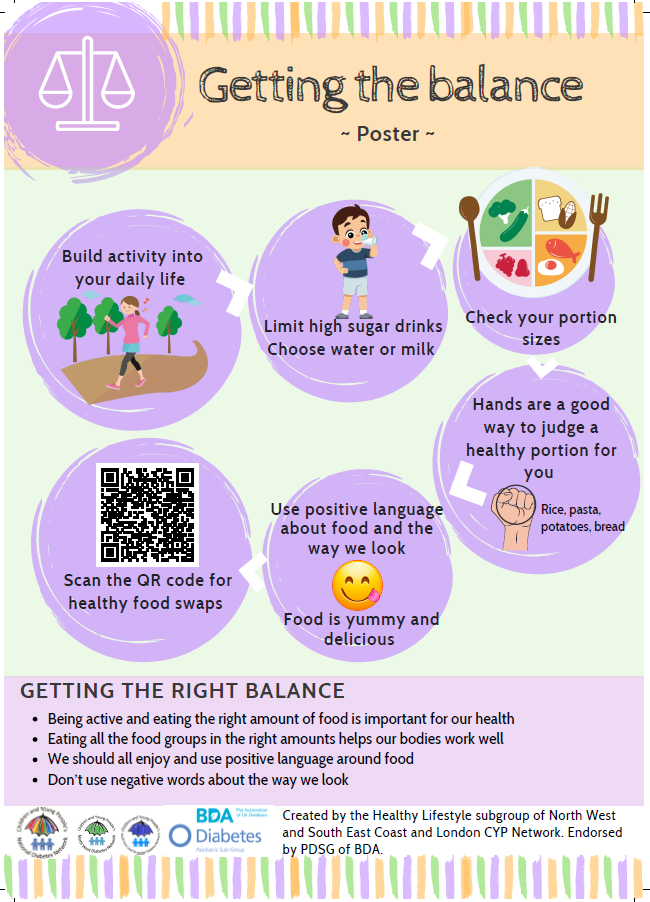 Getting the balance
~ Poster ~
Build activity into
your daily life
Limit high sugar drinks
Choose water or milk
Check your portion
sizes
Hands are a good
way to judge a
healthy portion for
you
Rice, pasta,
potatoes, bread
Use positive language
about food and the
way we look
Food is yummy and
delicious
Scan the QR code for
healthy food swaps
GETTING THE RIGHT BALANCE
• Being active and eating the right amount of food is important for our health
• Eating all the food groups in the right amounts helps our bodies work well
• We should all enjoy and use positive language around food
• Don't use negative words about the way we look
Children and Young People's
National Diabetes Network
BDA The Association
of UK Dietitians
Diabetes
Paediatric Sub-Group
Created by the Healthy Lifestyle subgroup of North West
and South East Coast and London CYP Network. Endorsed
by PDSG of BDA.